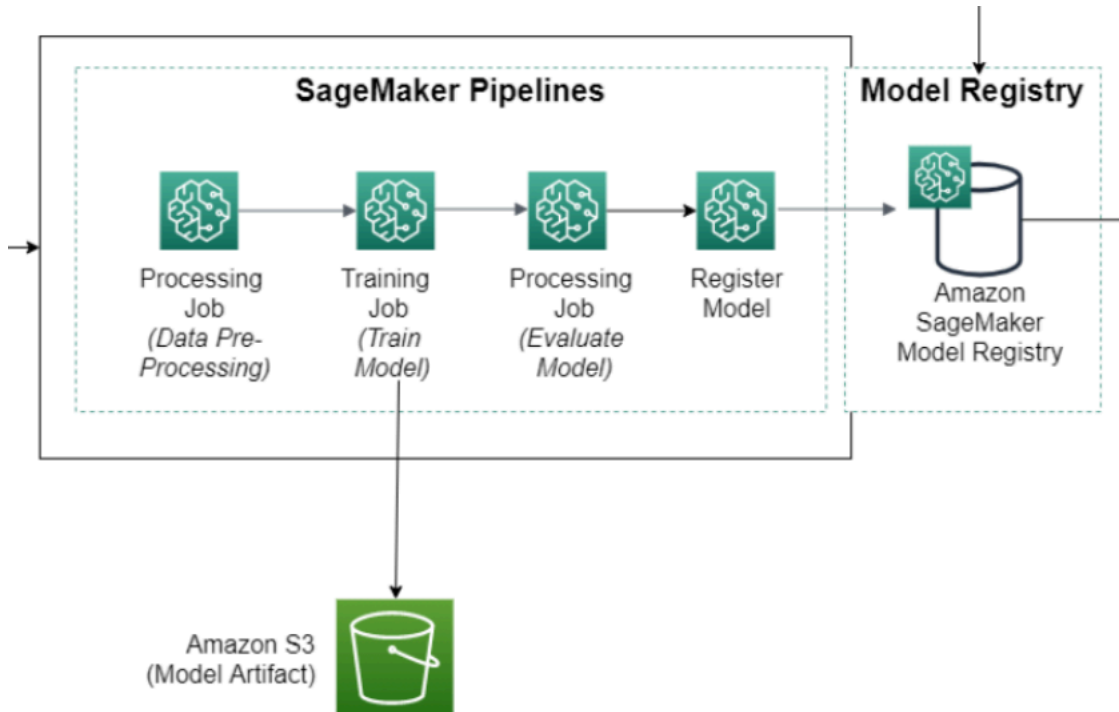 SageMaker Pipelines
Model Registry
Processing
Job
(Data Pre-
Processing)
Training
Job
(Train
Model)
Processing
Job
(Evaluate
Model)
Register
Model
Amazon
SageMaker
Model Registry
Amazon S3
(Model Artifact)